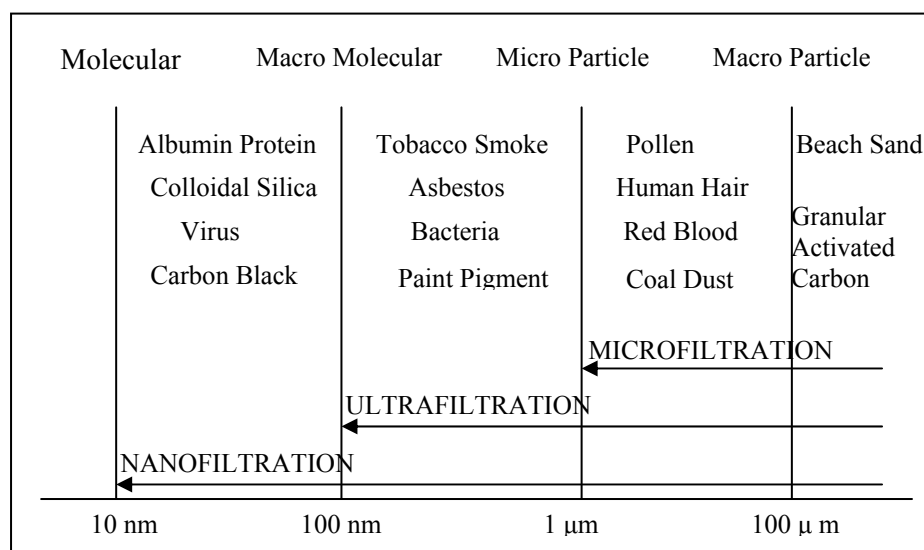 Molecular Macro Molecular Micro Particle Macro Particle
Albumin Protein Tobacco Smoke Pollen Beach Sand
Colloidal Silica Asbestos Human Hair
Virus Bacteria Red Blood Granular
Activated
Carbon Black Paint Pigment Coal Dust Carbon
MICROFILTRATION
ULTRAFILTRATION
NANOFILTRATION
10 nm 100 nm 1 μm 100 μ m